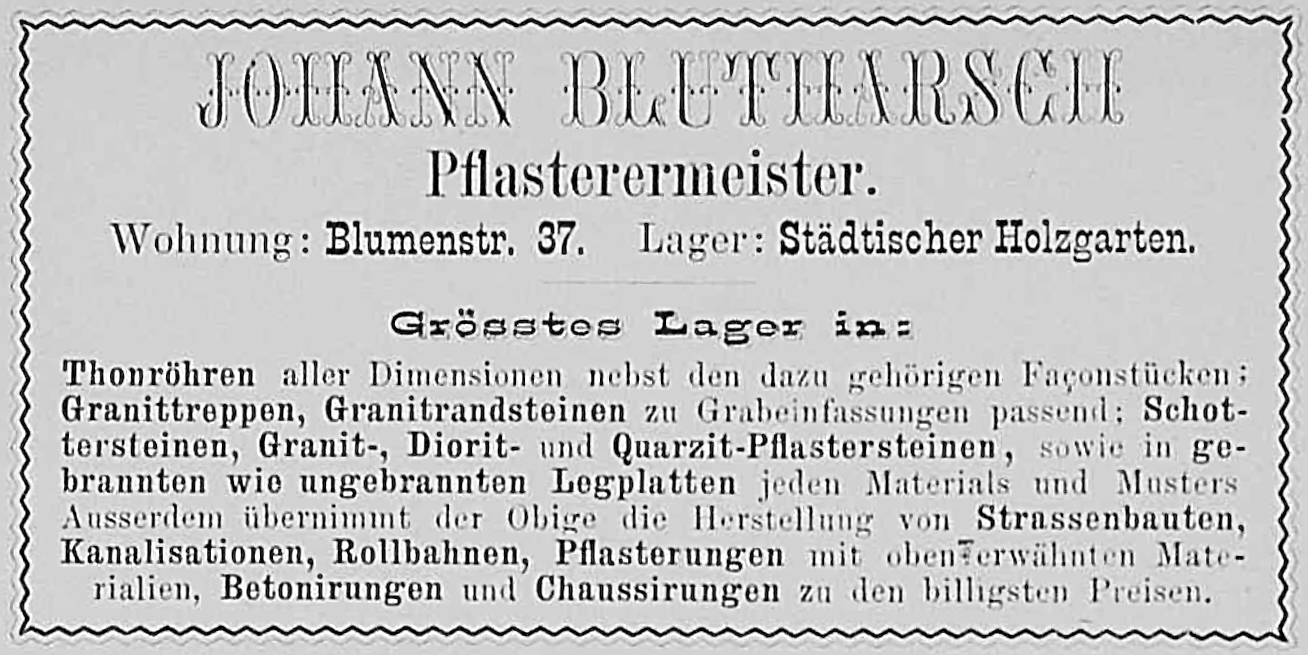 JOHANN BLUTHARSCH
Pflasterermeister.
Wohnung: Blumenstr. 37. Lager: Städtischer Holzgarten.
Grösstes Lager in:
Thonröhren aller Dimensionen nebst den dazu gehörigen Façonstücken;
Granittreppen, Granitrandsteinen zu Grabeinfassungen passend; Schot-
tersteinen, Granit-, Diorit- und Quarzit-Pflastersteinen, sowie in ge-
brannten wie ungebrannten Legplatten jeden Materials und Musters
Ausserdem übernimmt der Obige die Herstellung von Strassenbauten,
Kanalisationen, Rollbahnen, Pflasterungen mit oben erwähnten Mate-
rialien, Betonirungen und Chaussirungen zu den billigsten Preisen.